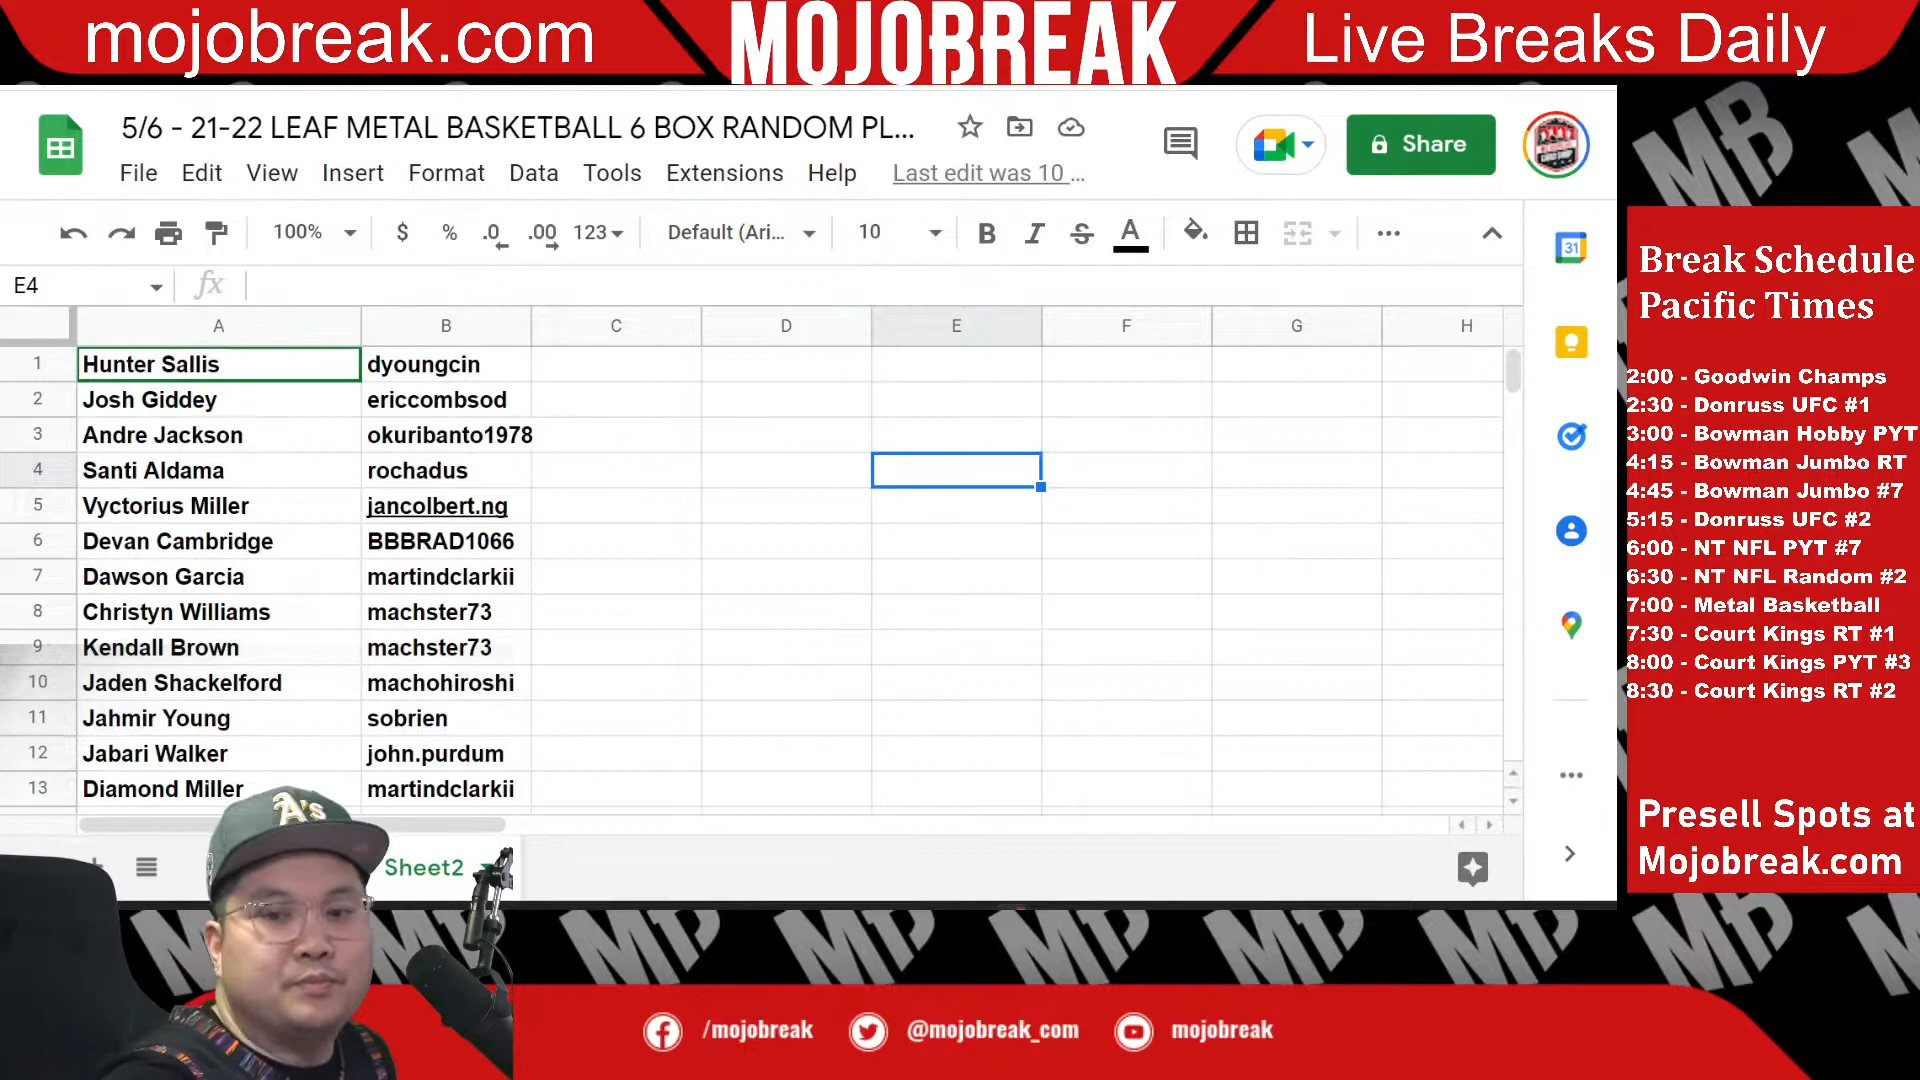 mojobreak.com
MOJOBREAK
Live Breaks Daily
5/6 - 21-22 LEAF METAL BASKETBALL 6 BOX RANDOM PL...
Share
File Edit View Insert Format Data Tools Extensions Help Last edit was 10 ...
100% $ % .0 .00 123 Default (Ari... 10 B I S A
31
E4 fx
A B C D E F G H
1 Hunter Sallis dyoungcin
2 Josh Giddey ericcombsod
3 Andre Jackson okuribanto1978
4 Santi Aldama rochadus
5 Vyctorius Miller jancolbert.ng
6 Devan Cambridge BBBRAD1066
7 Dawson Garcia martindclarkii
8 Christyn Williams machster73
9 Kendall Brown machster73
10 Jaden Shackelford machohiroshi
11 Jahmir Young sobrien
12 Jabari Walker john.purdum
13 Diamond Miller martindclarkii
Sheet2
A's
Break Schedule
Pacific Times
2:00 - Goodwin Champs
2:30 - Donruss UFC #1
3:00 - Bowman Hobby PYT
4:15 - Bowman Jumbo RT
4:45 - Bowman Jumbo #7
5:15 - Donruss UFC #2
6:00 - NT NFL PYT #7
6:30 - NT NFL Random #2
7:00 - Metal Basketball
7:30 - Court Kings RT #1
8:00 - Court Kings PYT #3
8:30 - Court Kings RT #2
Presell Spots at
Mojobreak.com
/mojobreak @mojobreak_com mojobreak